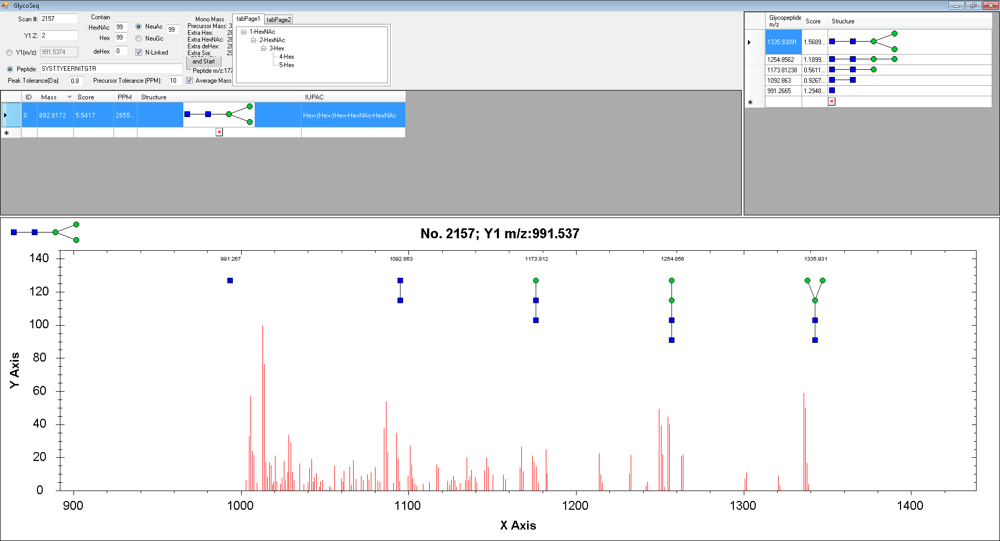 GlycoSeq
Scan #: 2157
Y1 Z: 2
Y1(m/z): 991.5374
Peptide: SYSTTYEERNITGTR
Peak Tolerance(Da): 0.8 Precursor Tolerance (PPM): 10
Contain
HexNAc 99
Hex 99
deHex 0
NeuAc 99
NeuGc
N-Linked
Mono Mass
Precursor Mass: 3
Extra Hex: 28
Extra HexNAc: 28
Extra deHex: 28
Extra Sia: 29
and Start
Peptide m/z:177
Average Mass
tabPage1 tabPage2
1-HexNAc
2-HexNAc
3-Hex
4-Hex
5-Hex
Glycopeptide m/z Score Structure
1335.93091 1.5689...
1254.8562 1.1899...
1173.81238 0.5611...
1092.863 0.9267...
991.2665 1.2948...
ID Mass Score PPM Structure IUPAC
0 892.8172 5.5417 2655... Hex-(Hex-)Hex-HexNAc-HexNAc
No. 2157; Y1 m/z:991.537
991.267 1092.863 1173.812 1254.856 1335.931
140
120
100
80
60
40
20
0
Y Axis
900 1000 1100 1200 1300 1400
X Axis